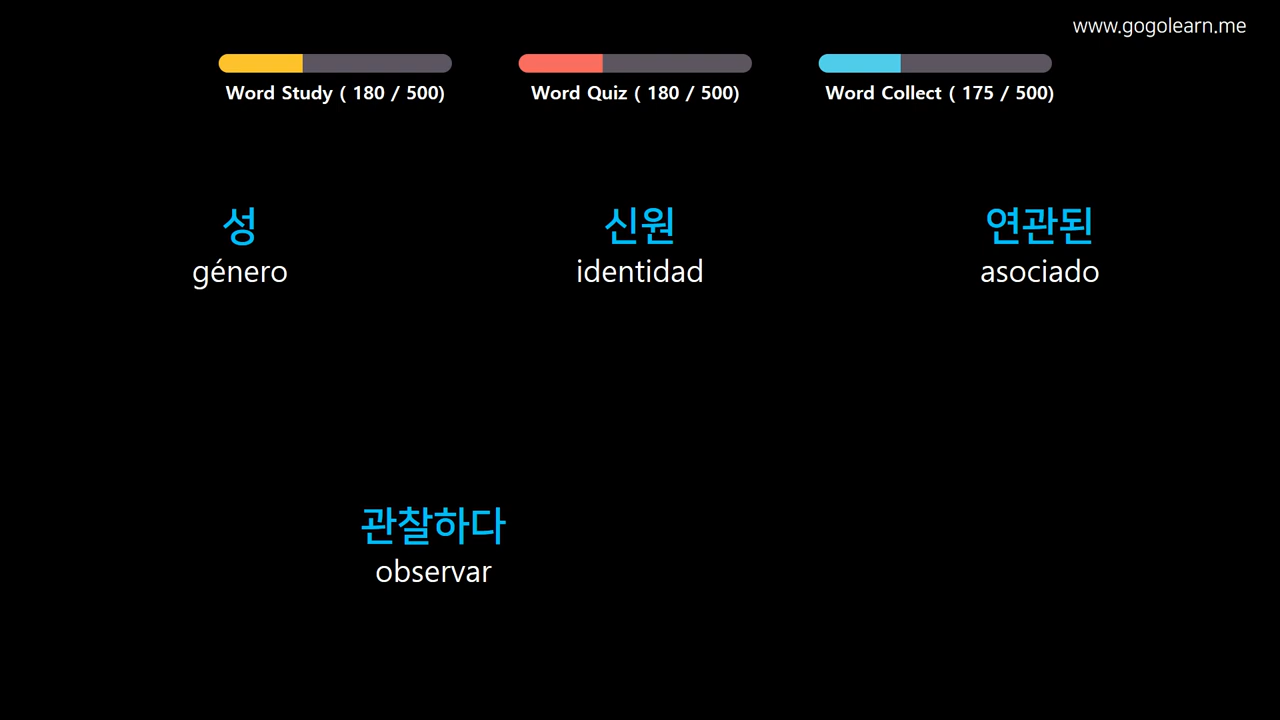 www.gogolearn.me
Word Study ( 180 / 500)
Word Quiz ( 180 / 500)
Word Collect ( 175 / 500)
성
género
신원
identidad
연관된
asociado
관찰하다
observar